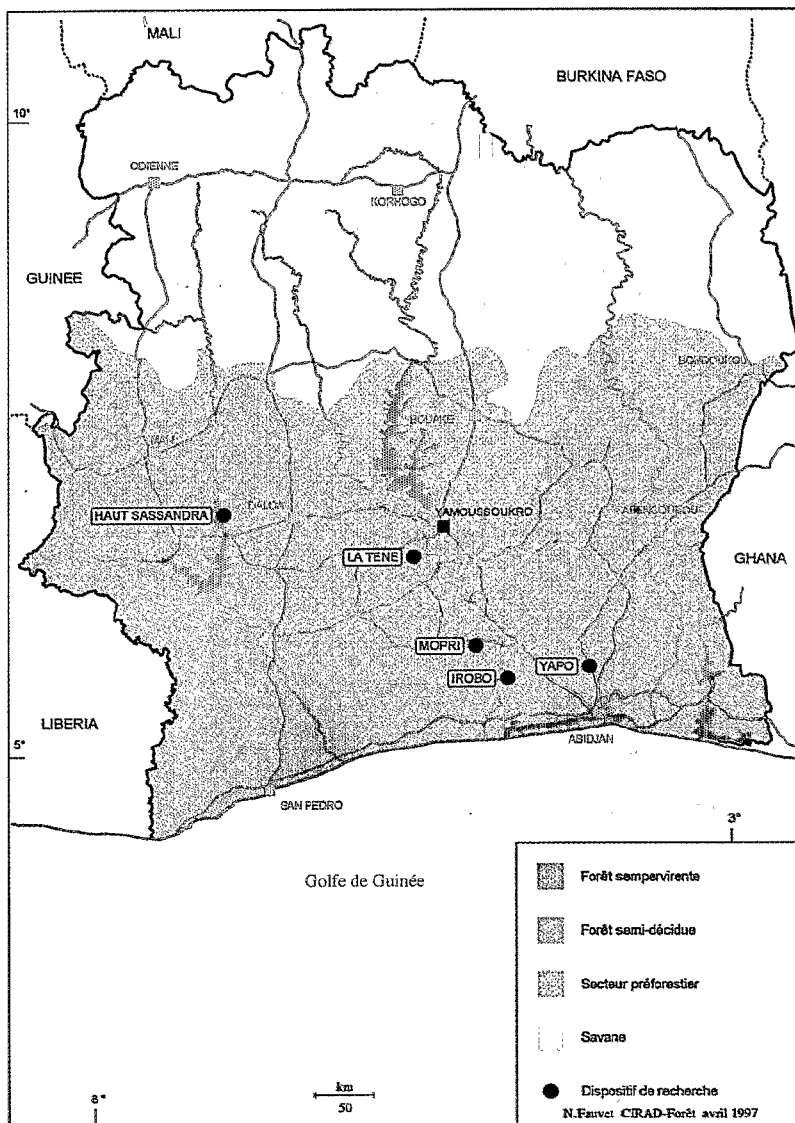 MALI
BURKINA FASO
10°
ODIENNE
KORHOGO
GUINEE
BONDOUKOU
BOUAKE
MAN
HAUT SASSANDRA
DALOA
YAMOUSSOUKRO
ABENGOUROU
LA TENE
GHANA
MOPRI
YAPO
IROBO
LIBERIA
5°
ABIDJAN
SAN PEDRO
3°
Golfe de Guinée
Forêt sempervirente
Forêt semi-décidue
Secteur préforestier
Savane
Dispositif de recherche
km
50
8°
N.Fauvet CIRAD-Forêt avril 1997